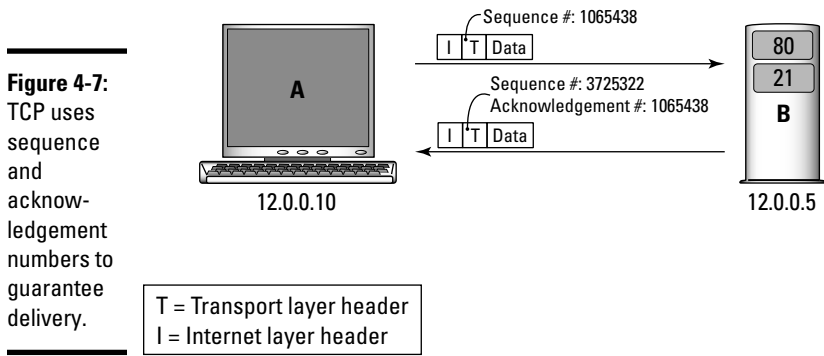 Figure 4-7:
TCP uses
sequence
and
acknow-
ledgement
numbers to
guarantee
delivery.
Sequence #: 1065438
I T Data
Sequence #: 3725322
Acknowledgement #: 1065438
I T Data
A
12.0.0.10
80
21
B
12.0.0.5
T = Transport layer header
I = Internet layer header